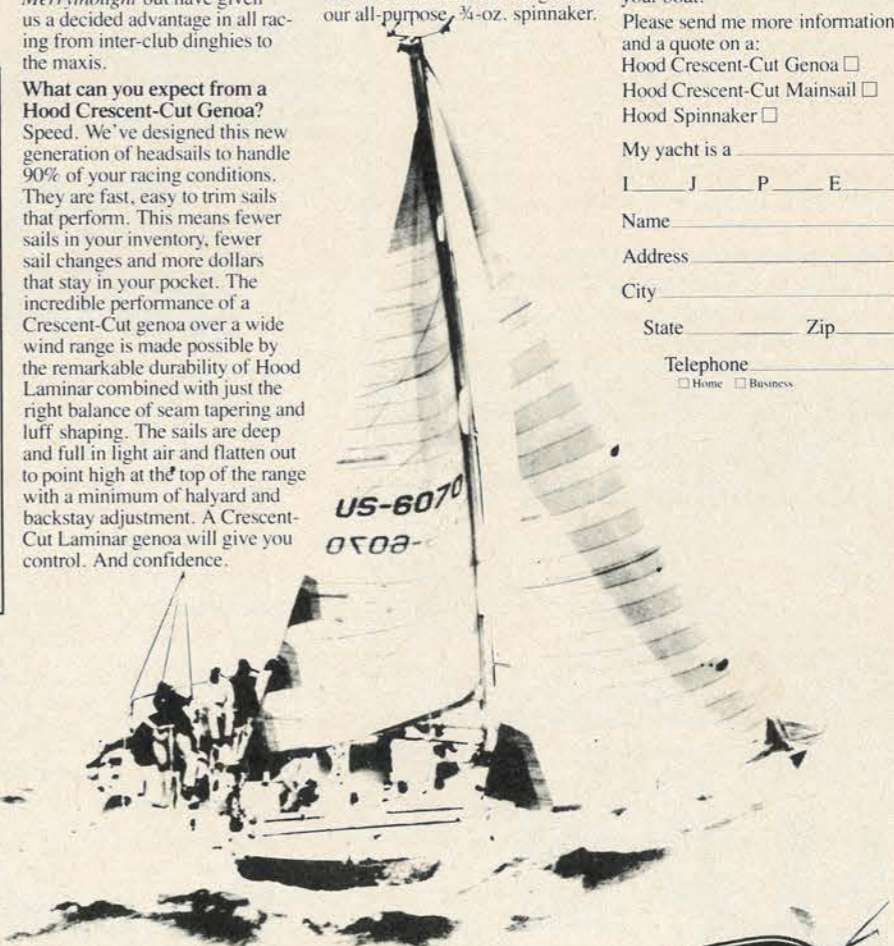 Merrythought but have given
us a decided advantage in all rac-
ing from inter-club dinghies to
the maxis.
What can you expect from a
Hood Crescent-Cut Genoa?
Speed. We've designed this new
generation of headsails to handle
90% of your racing conditions.
They are fast, easy to trim sails
that perform. This means fewer
sails in your inventory, fewer
sail changes and more dollars
that stay in your pocket. The
incredible performance of a
Crescent-Cut genoa over a wide
wind range is made possible by
the remarkable durability of Hood
Laminar combined with just the
right balance of seam tapering and
luff shaping. The sails are deep
and full in light air and flatten out
to point high at the top of the range
with a minimum of halyard and
backstay adjustment. A Crescent-
Cut Laminar genoa will give you
control. And confidence.
our all-purpose, ¾-oz. spinnaker.
US-6070
your boat.
Please send me more information
and a quote on a:
Hood Crescent-Cut Genoa □
Hood Crescent-Cut Mainsail □
Hood Spinnaker □
My yacht is a
I J P E
Name
Address
City
State Zip
Telephone
□ Home □ Business